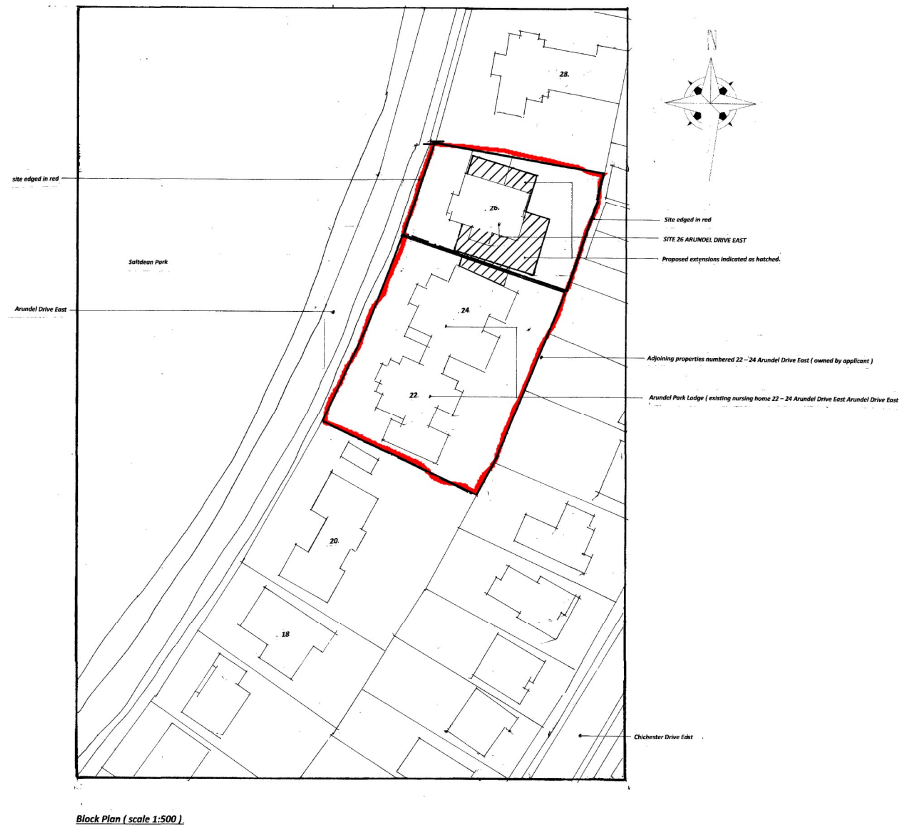 N
28.
site edged in red
26.
Site edged in red
SITE 26 ARUNDEL DRIVE EAST
Saltdean Park
Proposed extensions indicated as hatched.
Arundel Drive East
24
Adjoining properties numbered 22 – 24 Arundel Drive East ( owned by applicant )
22
Arundel Park Lodge ( existing nursing home 22 – 24 Arundel Drive East Arundel Drive East
20.
18
Chichester Drive East
Block Plan ( scale 1:500 )